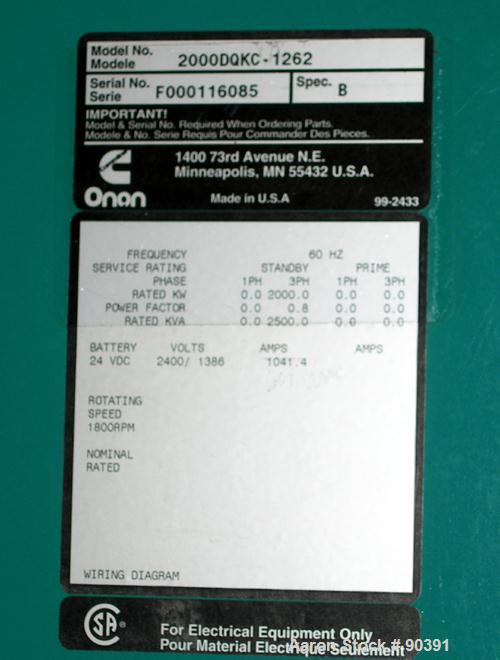 Model No. 2000DQKC-1262
Modele
Serial No. F000116085 Spec. B
Serie
IMPORTANT!
Model & Serial No. Required When Ordering Parts.
Modele & No. Serie Requis Pour Commander Des Pieces.
1400 73rd Avenue N.E.
Minneapolis, MN 55432 U.S.A.
Onan Made in U.S.A 99-2433
FREQUENCY 60 HZ
SERVICE RATING STANDBY PRIME
PHASE 1PH 3PH 1PH 3PH
RATED KW 0.0 2000.0 0.0 0.0
POWER FACTOR 0.0 0.8 0.0 0.0
RATED KVA 0.0 2500.0 0.0 0.0
BATTERY VOLTS AMPS AMPS
24 VDC 2400/ 1386 1041.4
ROTATING
SPEED
1800RPM
NOMINAL
RATED
WIRING DIAGRAM
SA
For Electrical Equipment Only
Pour Material Electrique Seulement
Aaron Stock # 90391